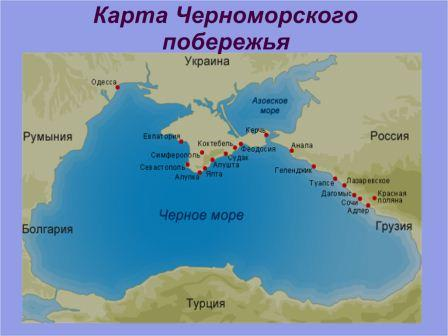 Карта Черноморского
побережья
Украина
Одесса
Азовское
море
Румыния
Евпатория
Керчь
Россия
Коктебель
Феодосия
Анапа
Симферополь
Судак
Севастополь
Алушта
Геленджик
Алупка
Ялта
Туапсе
Лазаревское
Дагомыс
Красная
поляна
Сочи
Адлер
Черное море
Болгария
Грузия
Турция